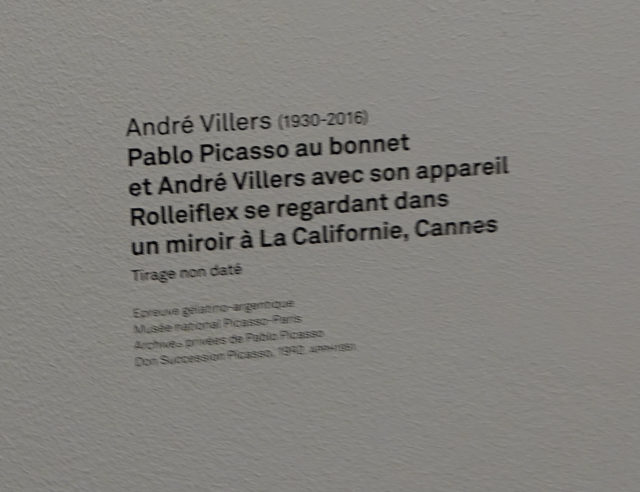 André Villers (1930-2016)
Pablo Picasso au bonnet
et André Villers avec son appareil
Rolleiflex se regardant dans
un miroir à La Californie, Cannes
Tirage non daté
Epreuve gélatino-argentique
Musée national Picasso-Paris
Archives privées de Pablo Picasso
Don Succession Picasso, 1992.